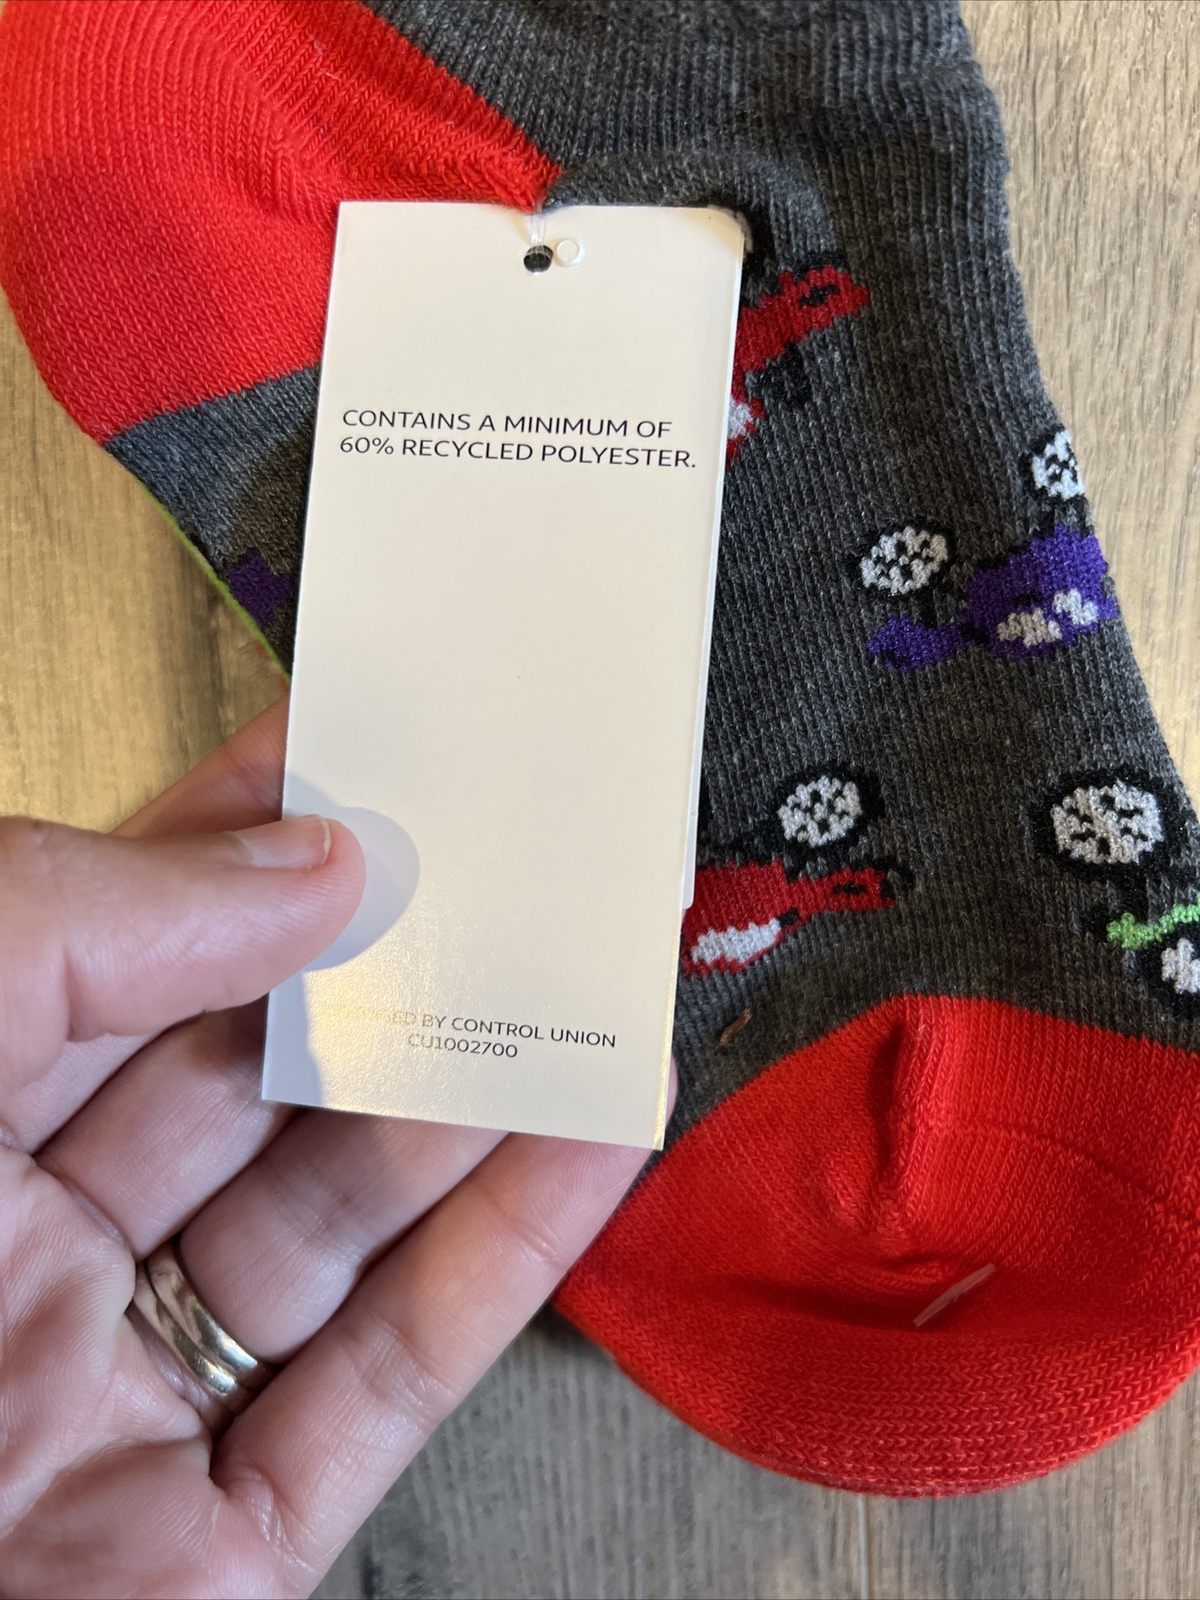 CONTAINS A MINIMUM OF
60% RECYCLED POLYESTER.
BY CONTROL UNION
CU1002700